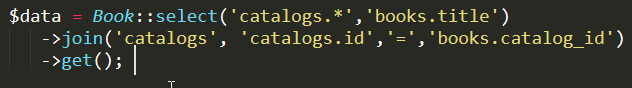 $data = Book::select('catalogs.*','books.title')
->join('catalogs', 'catalogs.id','=','books.catalog_id')
->get();